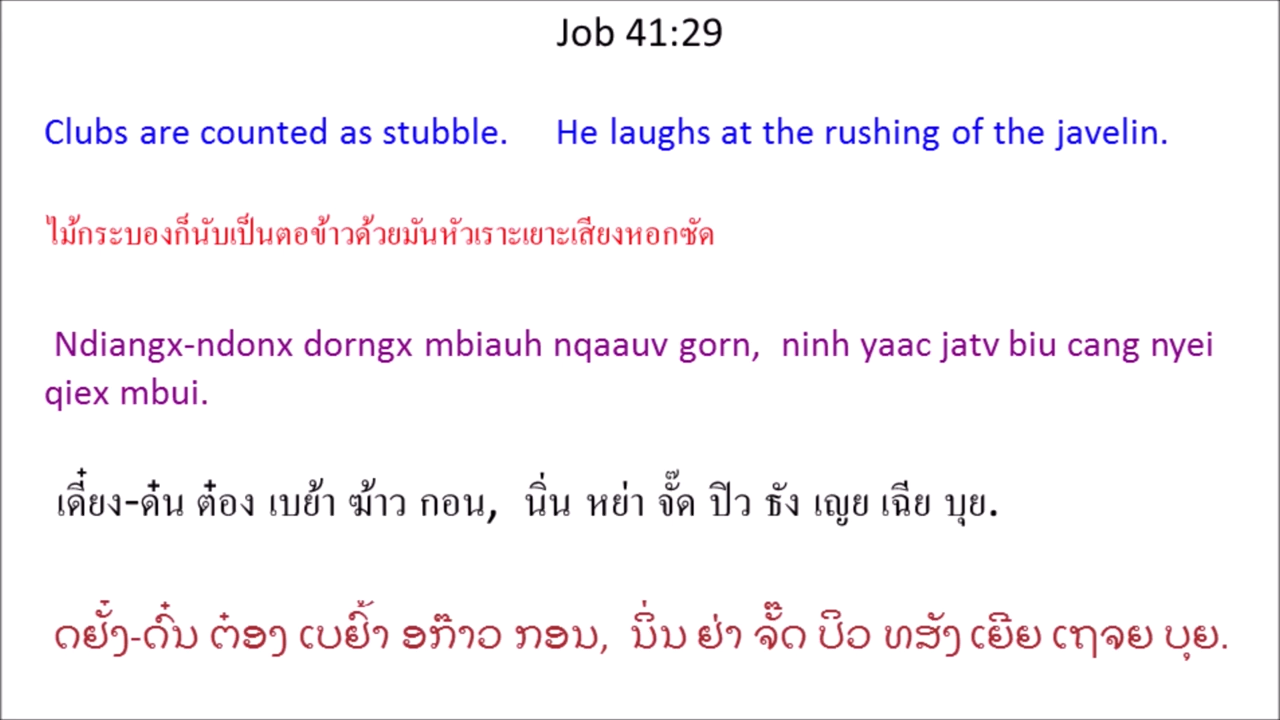 Job 41:29
Clubs are counted as stubble. He laughs at the rushing of the javelin.
ไม้กระบองก็นับเป็นตอข้าวด้วยมันหัวเราะเยาะเสียงหอกซัด
Ndiangx-ndonx dorngx mbiauh nqaauv gorn, ninh yaac jatv biu cang nyei
qiex mbui.
เดี๋ยง-ด๋น ต๋อง เบย้า ฆ้าว กอน, นิ่น หย่า จั๊ด ปิว ธัง เญย เฉีย บุย.
ດຢັ໋ງ-ດົ໋ນ ຕ໋ອງ ເບຢົ້າ ອກ໊າວ ກອນ, ນິ່ນ ຢ່າ ຈັ໊ດ ປິວ ທສັງ ເຍີຍ ເຖຈຍ ບຸຍ.